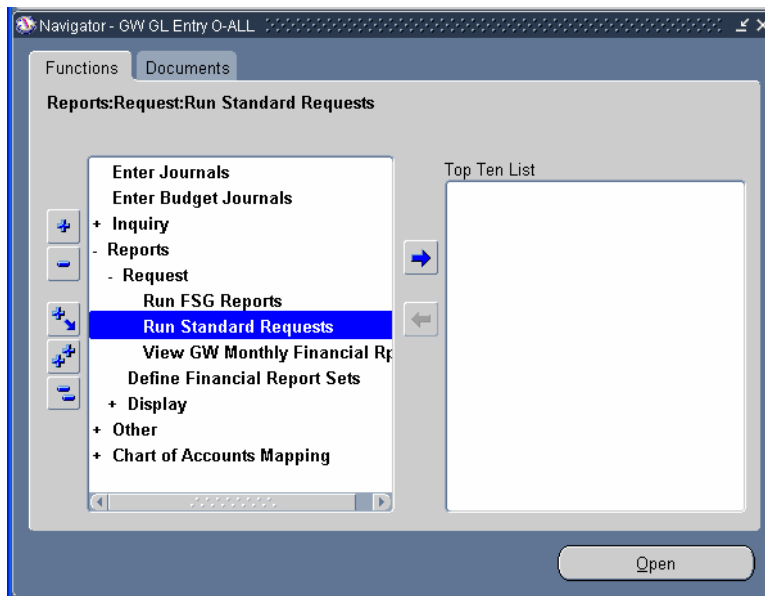 Navigator - GW GL Entry O-ALL
Functions
Documents
Reports:Request:Run Standard Requests
Top Ten List
Enter Journals
Enter Budget Journals
+ Inquiry
- Reports
- Request
Run FSG Reports
Run Standard Requests
View GW Monthly Financial Rp
Define Financial Report Sets
+ Display
+ Other
+ Chart of Accounts Mapping
Open